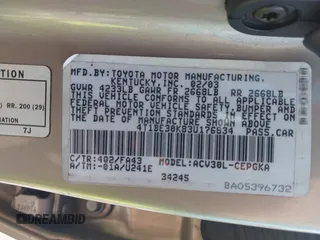 MFD.BY:TOYOTA MOTOR MANUFACTURING.
KENTUCKY,INC. 02/03
GVWR 4233LB GAWR FR 2668LB RR 2668LB
THIS VEHICLE CONFORMS TO ALL APPLICABLE
FEDERAL MOTOR VEHICLE SAFETY,BUMPER AND
THEFT PREVENTION STANDARDS IN EFFECT ON THE
DATE OF MANUFACTURE SHOWN ABOVE.
4T1BE30K83U176634 PASS.CAR
C/TR:402/FA43 MODEL:ACV30L-CEPGKA
A/TM:-01A/U241E
34245
BA05396732
ACTIONS
RR. 200 (29)
7J
DREAMBID